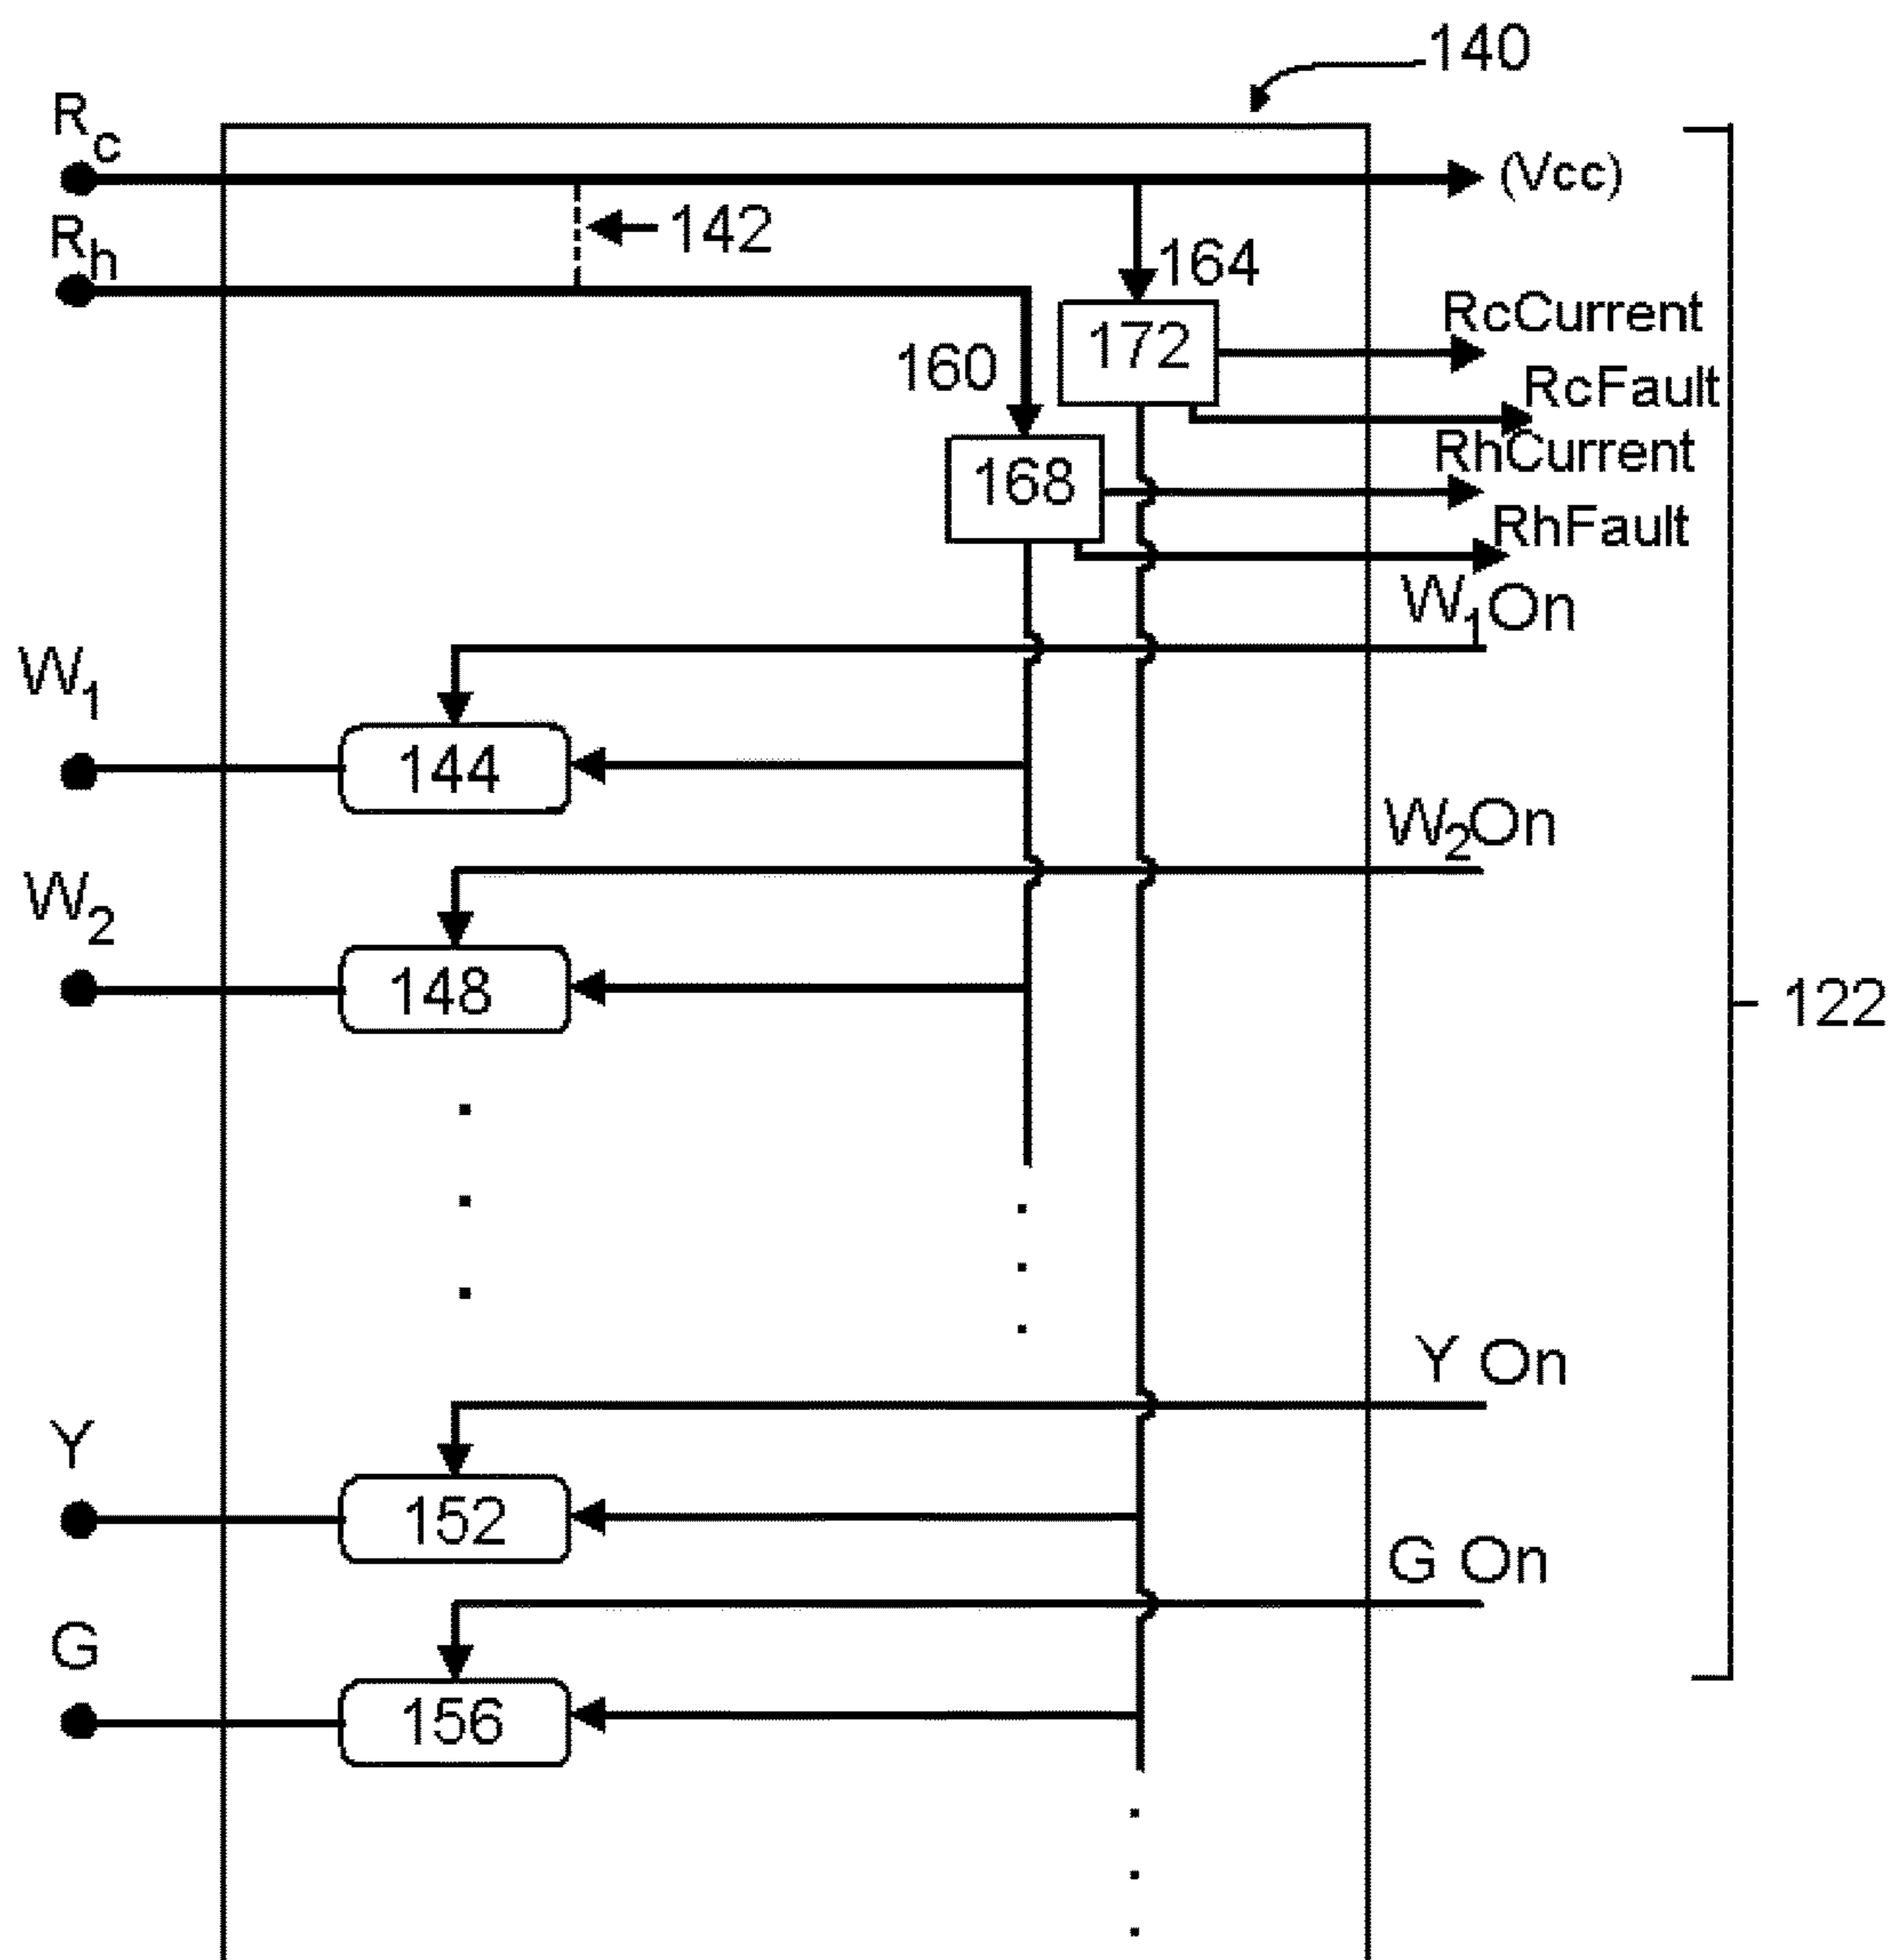 140
Rc
(Vcc)
Rh
142
164
RcCurrent
172
160
RcFault
RhCurrent
168
RhFault
W1On
W1
144
W2On
W2
148
122
Y On
Y
152
G On
G
156